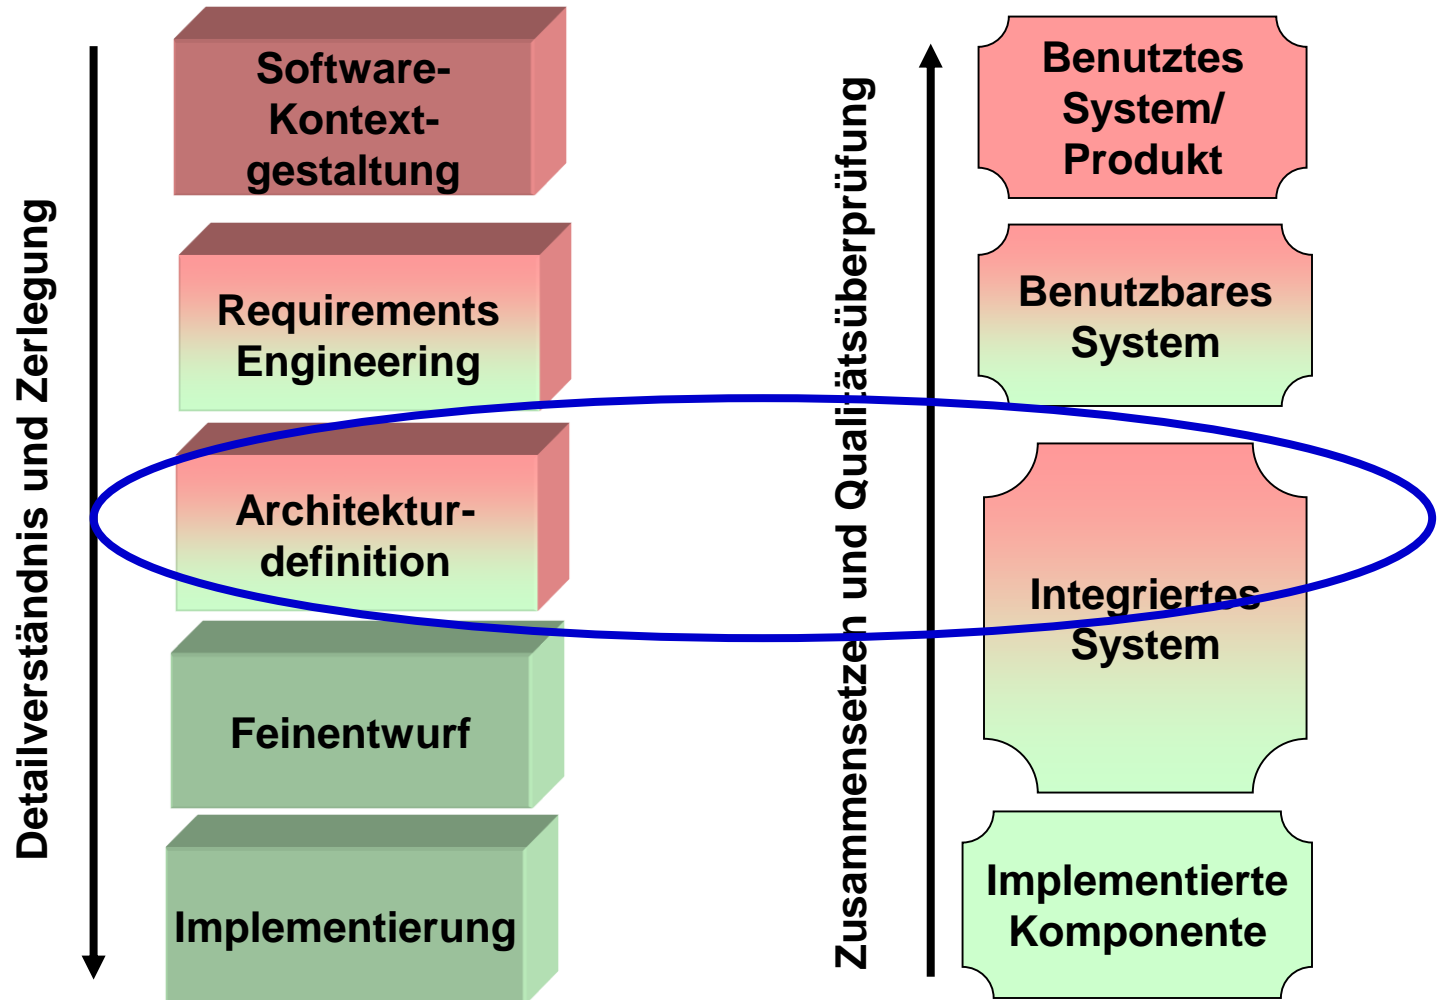 Detailverständnis und Zerlegung
Software-
Kontext-
gestaltung
Requirements
Engineering
Architektur-
definition
Feinentwurf
Implementierung
Zusammensetzen und Qualitätsüberprüfung
Benutztes
System/
Produkt
Benutzbares
System
Integriertes
System
Implementierte
Komponente